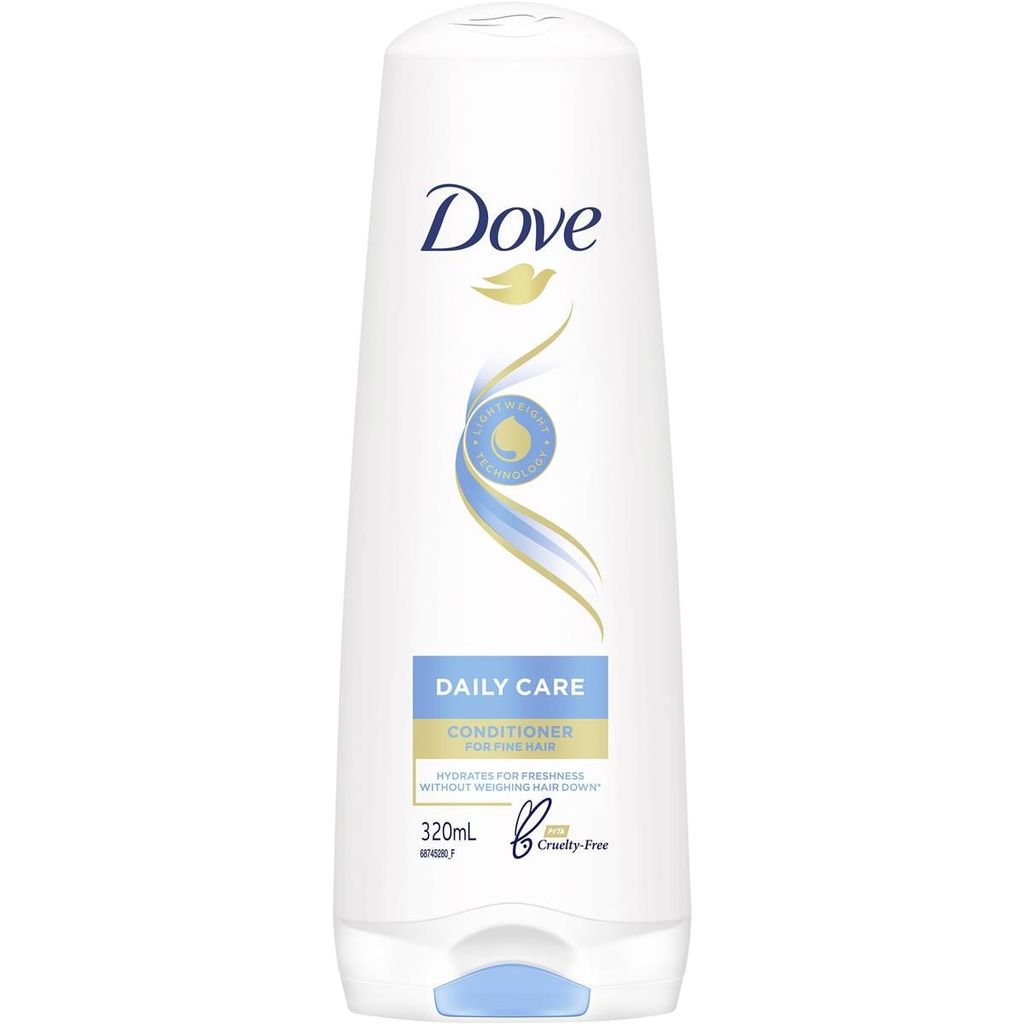 Dove
LIGHTWEIGHT
TECHNOLOGY
DAILY CARE
CONDITIONER
FOR FINE HAIR
HYDRATES FOR FRESHNESS
WITHOUT WEIGHING HAIR DOWN*
320mL
68745280_F
PETA
Cruelty-Free